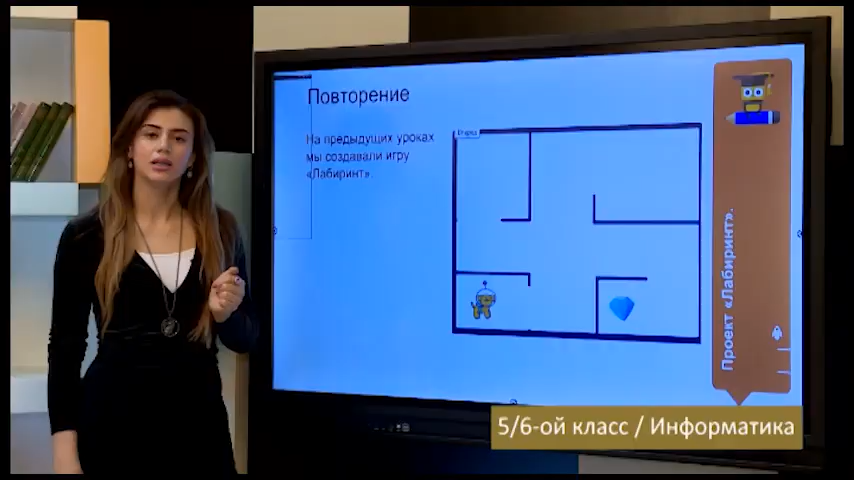 Повторение
На предыдущих уроках
мы создавали игру
«Лабиринт».
Проект «Лабиринт».
5/6-ой класс / Информатика